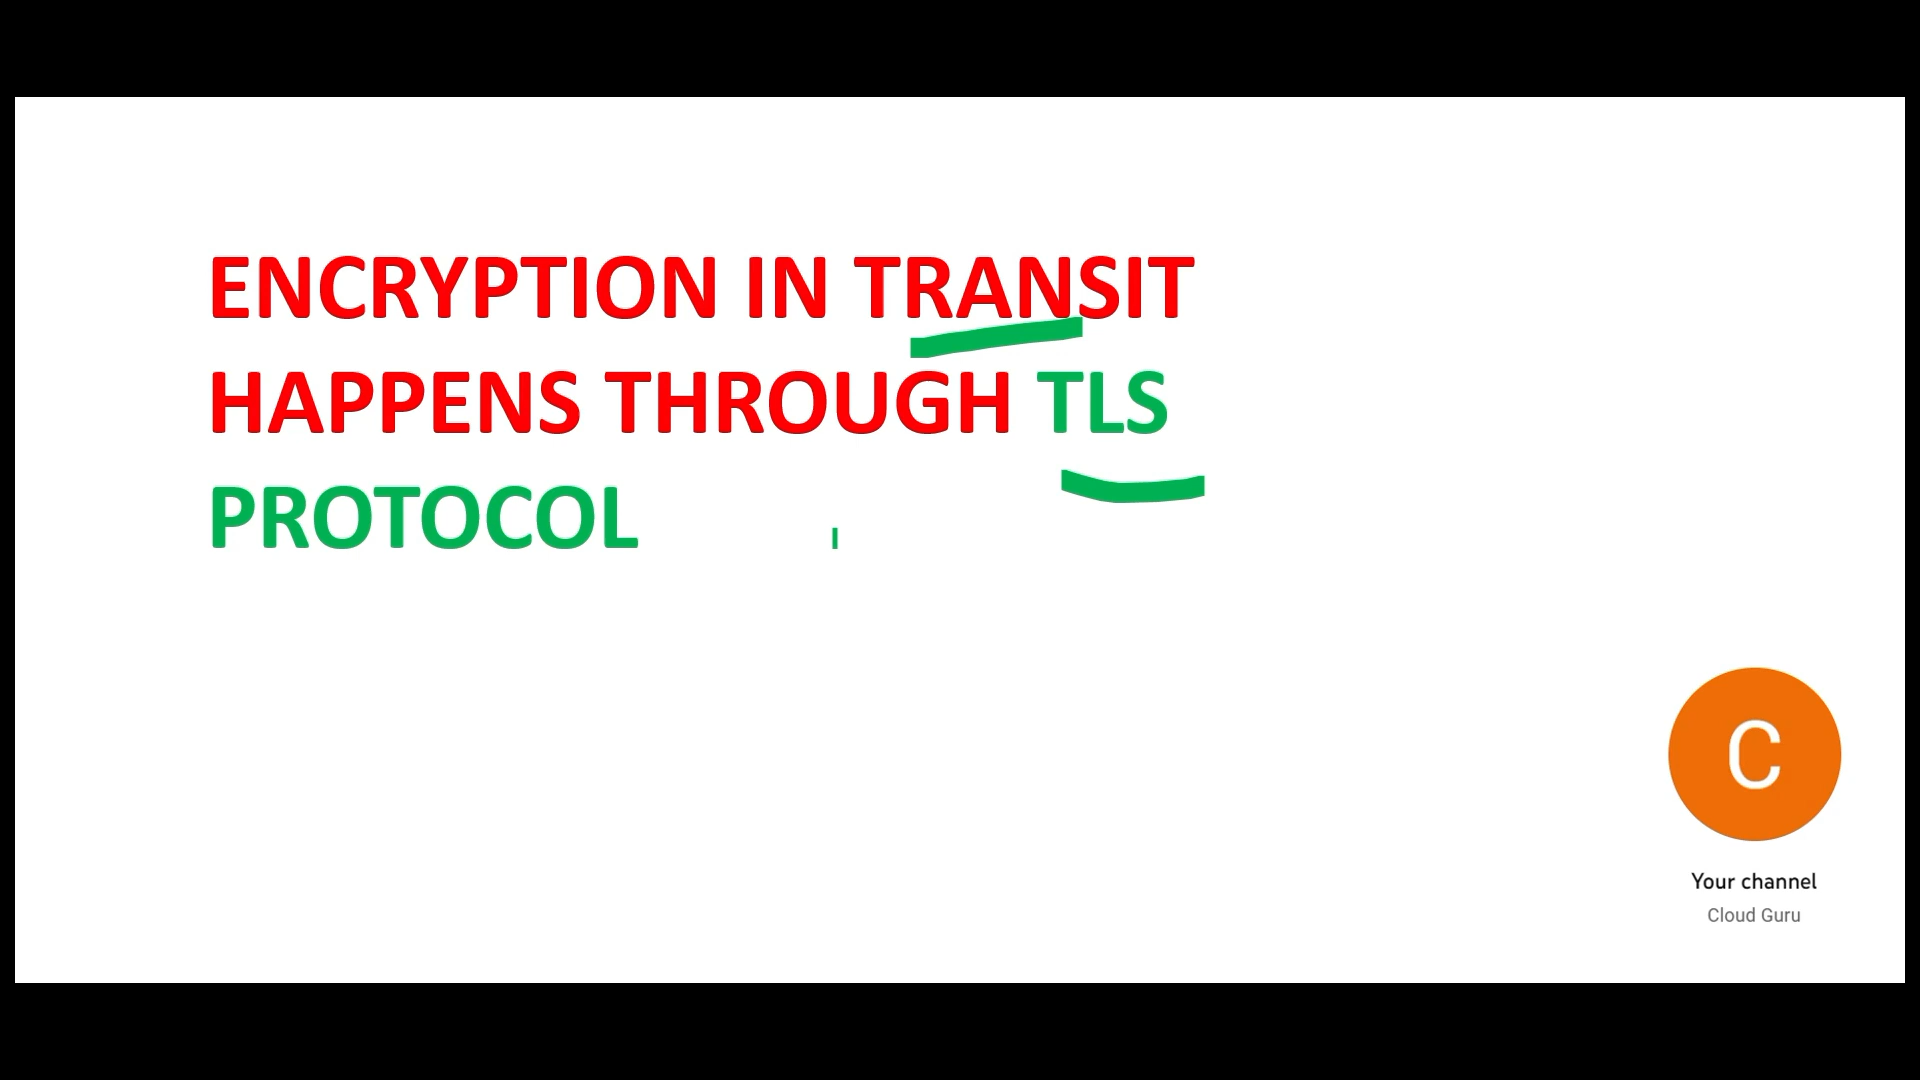 ENCRYPTION IN TRANSIT
HAPPENS THROUGH TLS
PROTOCOL
C
Your channel
Cloud Guru